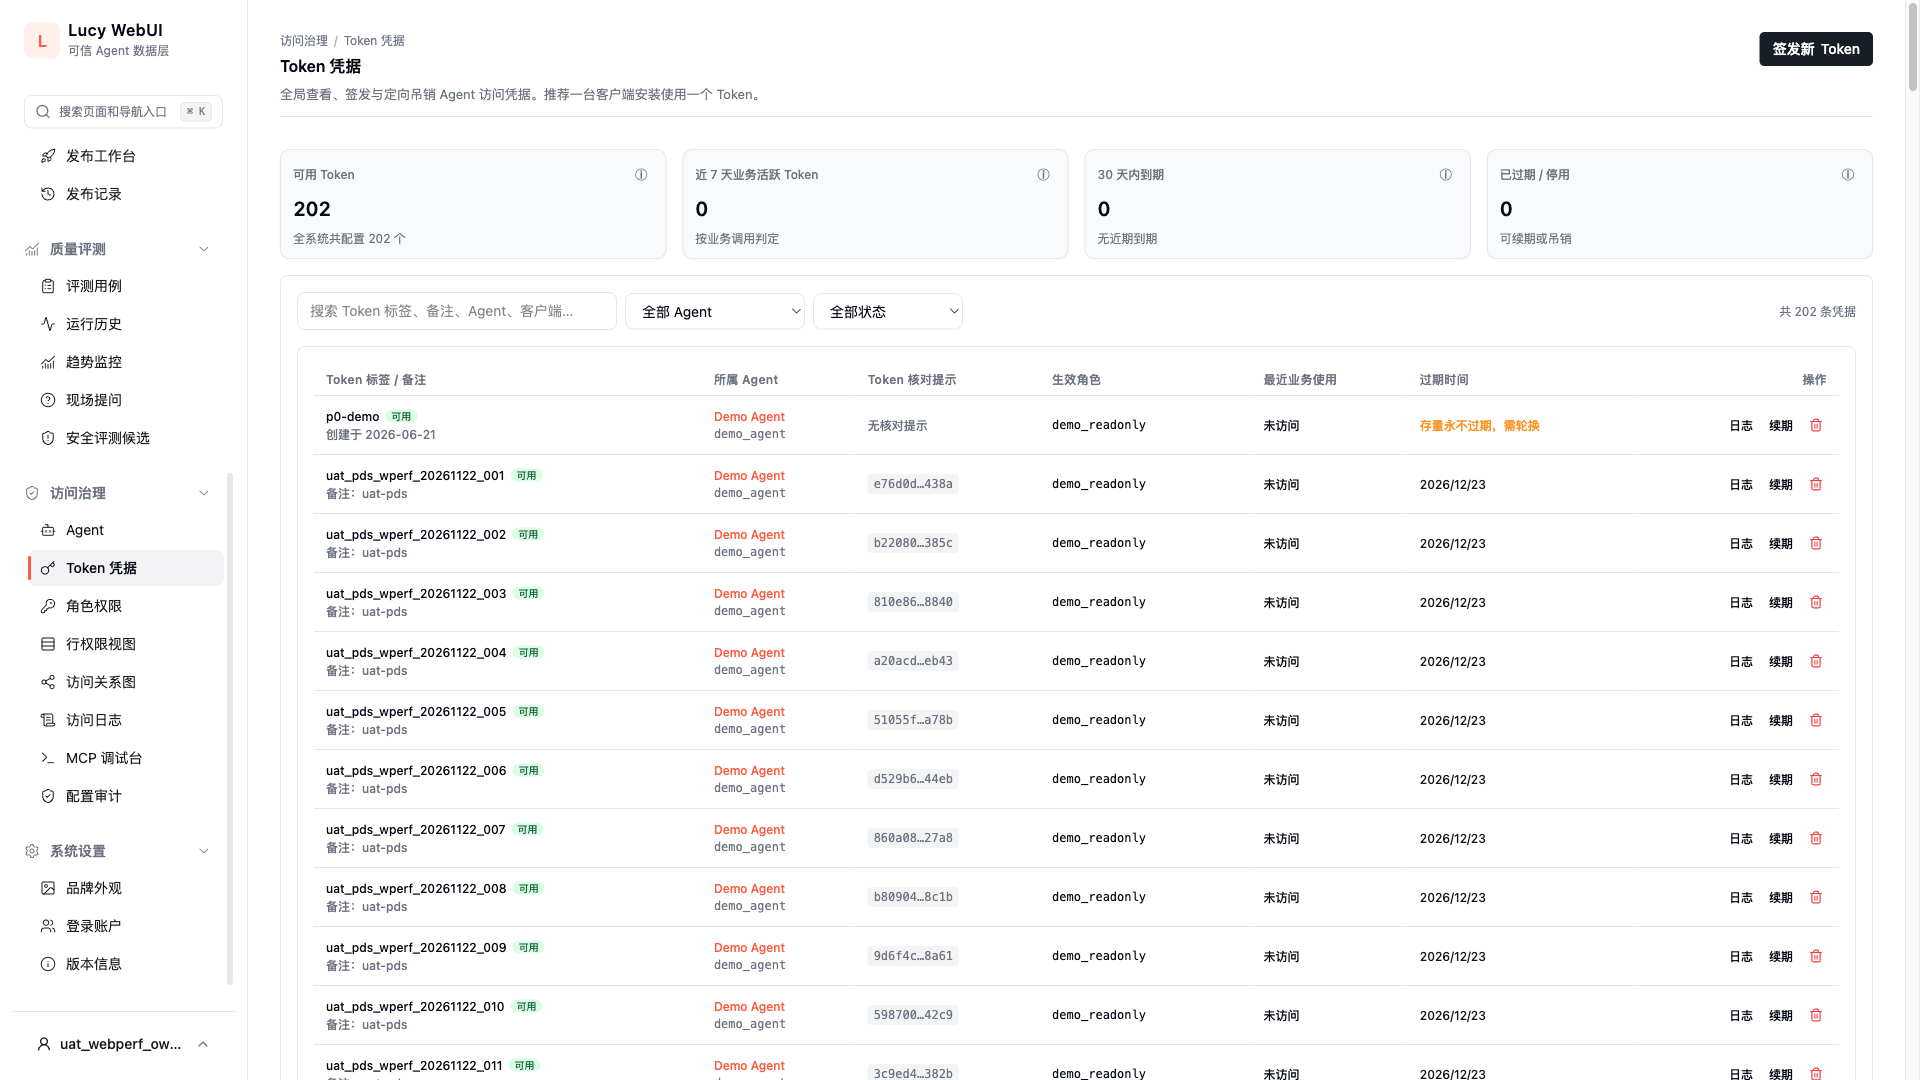 L
Lucy WebUI
可信 Agent 数据层
搜索页面和导航入口 ⌘ K
发布工作台
发布记录
质量评测
评测用例
运行历史
趋势监控
现场提问
安全评测候选
访问治理
Agent
Token 凭据
角色权限
行权限视图
访问关系图
访问日志
MCP 调试台
配置审计
系统设置
品牌外观
登录账户
版本信息
uat_webperf_ow...
访问治理 / Token 凭据
Token 凭据
全局查看、签发与定向吊销 Agent 访问凭据。推荐一台客户端安装使用一个 Token。
签发新 Token
可用 Token
202
全系统共配置 202 个
近 7 天业务活跃 Token
0
按业务调用判定
30 天内到期
0
无近期到期
已过期 / 停用
0
可续期或吊销
搜索 Token 标签、备注、Agent、客户端... 全部 Agent 全部状态 共 202 条凭据
Token 标签 / 备注 所属 Agent Token 核对提示 生效角色 最近业务使用 过期时间 操作
p0-demo 可用 Demo Agent 无核对提示 demo_readonly 未访问 存量永不过期，需轮换 日志 续期
创建于 2026-06-21 demo_agent
uat_pds_wperf_20261122_001 可用 Demo Agent e76d0d…438a demo_readonly 未访问 2026/12/23 日志 续期
备注：uat-pds demo_agent
uat_pds_wperf_20261122_002 可用 Demo Agent b22080…385c demo_readonly 未访问 2026/12/23 日志 续期
备注：uat-pds demo_agent
uat_pds_wperf_20261122_003 可用 Demo Agent 810e86…8840 demo_readonly 未访问 2026/12/23 日志 续期
备注：uat-pds demo_agent
uat_pds_wperf_20261122_004 可用 Demo Agent a20acd…eb43 demo_readonly 未访问 2026/12/23 日志 续期
备注：uat-pds demo_agent
uat_pds_wperf_20261122_005 可用 Demo Agent 51055f…a78b demo_readonly 未访问 2026/12/23 日志 续期
备注：uat-pds demo_agent
uat_pds_wperf_20261122_006 可用 Demo Agent d529b6…44eb demo_readonly 未访问 2026/12/23 日志 续期
备注：uat-pds demo_agent
uat_pds_wperf_20261122_007 可用 Demo Agent 860a08…27a8 demo_readonly 未访问 2026/12/23 日志 续期
备注：uat-pds demo_agent
uat_pds_wperf_20261122_008 可用 Demo Agent b80904…8c1b demo_readonly 未访问 2026/12/23 日志 续期
备注：uat-pds demo_agent
uat_pds_wperf_20261122_009 可用 Demo Agent 9d6f4c…8a61 demo_readonly 未访问 2026/12/23 日志 续期
备注：uat-pds demo_agent
uat_pds_wperf_20261122_010 可用 Demo Agent 598700…42c9 demo_readonly 未访问 2026/12/23 日志 续期
备注：uat-pds demo_agent
uat_pds_wperf_20261122_011 可用 Demo Agent 3c9ed4…382b demo_readonly 未访问 2026/12/23 日志 续期